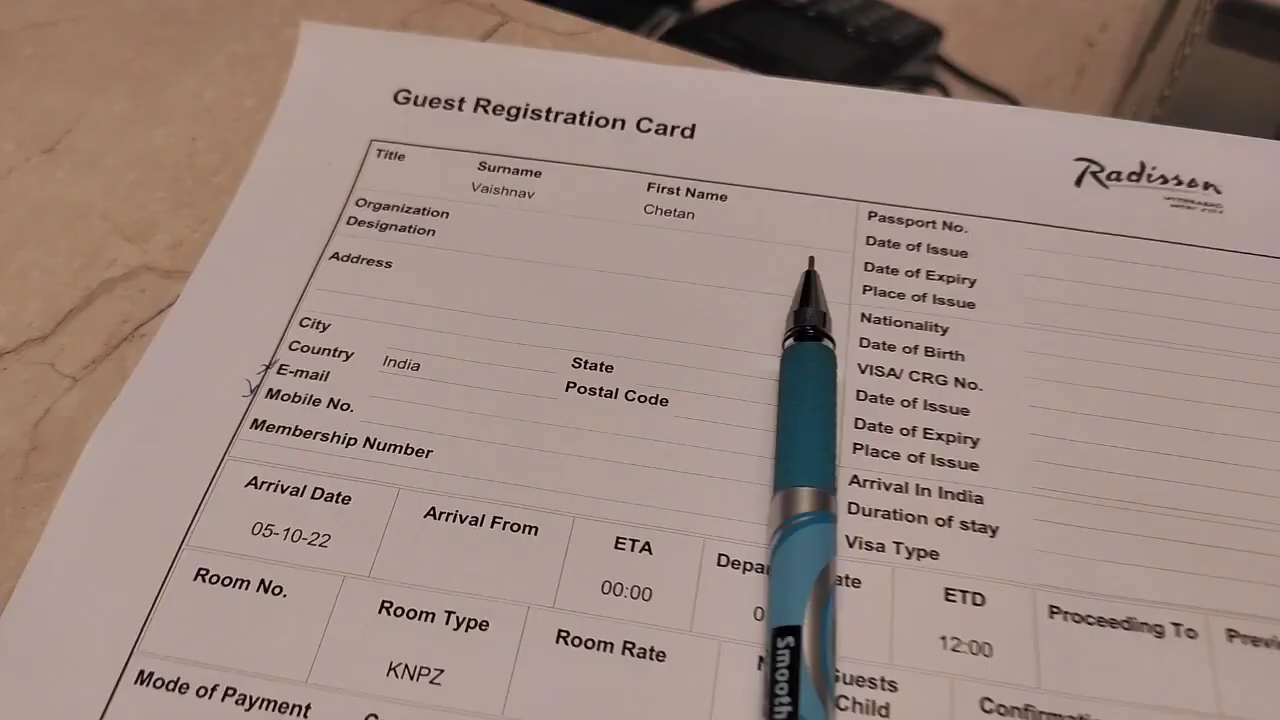 Guest Registration Card
Radisson
Title
Surname
First Name
Vaishnav
Chetan
Organization
Designation
Address
City
Country
India
State
E-mail
Postal Code
Mobile No.
Membership Number
Passport No.
Date of Issue
Date of Expiry
Place of Issue
Nationality
Date of Birth
VISA/ CRG No.
Date of Issue
Date of Expiry
Place of Issue
Arrival In India
Duration of stay
Visa Type
Arrival Date
Arrival From
ETA
ETD
Proceeding To
05-10-22
00:00
12:00
Room No.
Room Type
Room Rate
Guests
Child
KNPZ
Mode of Payment
Smooth